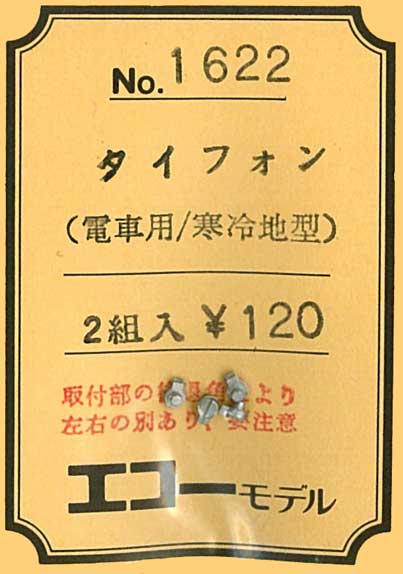 No. 1622
タイフォン
(電車用/寒冷地型)
2組入 ¥120
取付部の 角 より
左右の別あり、要注意
エコーモデル